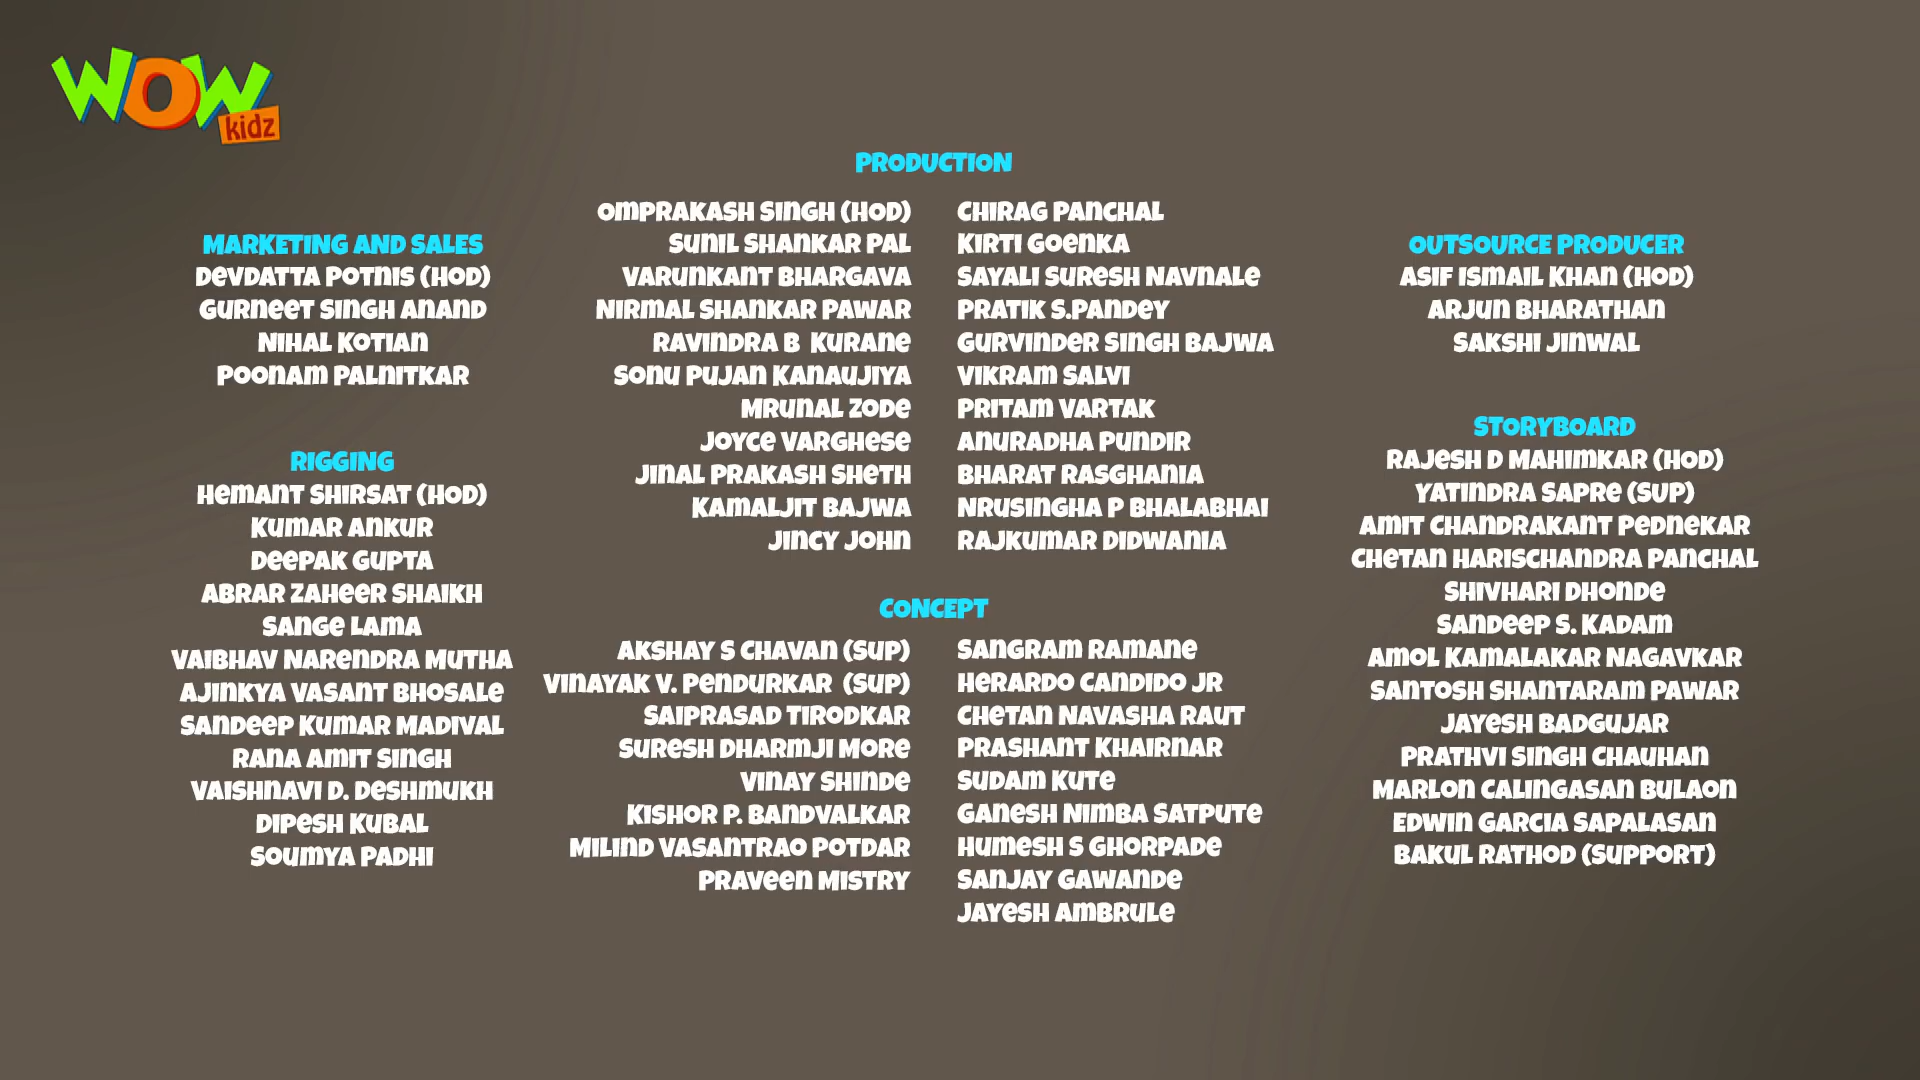 WOW
kidz
MARKETING AND SALES
DEVDATTA POTNIS (HOD)
GURNEET SINGH ANAND
NIHAL KOTIAN
POONAM PALNITKAR
RIGGING
HEMANT SHIRSAT (HOD)
KUMAR ANKUR
DEEPAK GUPTA
ABRAR ZAHEER SHAIKH
SANGE LAMA
VAIBHAV NARENDRA MUTHA
AJINKYA VASANT BHOSALE
SANDEEP KUMAR MADIVAL
RANA AMIT SINGH
VAISHNAVI D. DESHMUKH
DIPESH KUBAL
SOUMYA PADHI
PRODUCTION
OMPRAKASH SINGH (HOD) CHIRAG PANCHAL
SUNIL SHANKAR PAL KIRTI GOENKA
VARUNKANT BHARGAVA SAYALI SURESH NAVNALE
NIRMAL SHANKAR PAWAR PRATIK S.PANDEY
RAVINDRA B KURANE GURVINDER SINGH BAJWA
SONU PUJAN KANAUJIYA VIKRAM SALVI
MRUNAL ZODE PRITAM VARTAK
JOYCE VARGHESE ANURADHA PUNDIR
JINAL PRAKASH SHETH BHARAT RASGHANIA
KAMALJIT BAJWA NRUSINGHA P BHALABHAI
JINCY JOHN RAJKUMAR DIDWANIA
CONCEPT
AKSHAY S CHAVAN (SUP) SANGRAM RAMANE
VINAYAK V. PENDURKAR (SUP) HERARDO CANDIDO JR
SAIPRASAD TIRODKAR CHETAN NAVASHA RAUT
SURESH DHARMJI MORE PRASHANT KHAIRNAR
VINAY SHINDE SUDAM KUTE
KISHOR P. BANDVALKAR GANESH NIMBA SATPUTE
MILIND VASANTRAO POTDAR HUMESH S GHORPADE
PRAVEEN MISTRY SANJAY GAWANDE
JAYESH AMBRULE
OUTSOURCE PRODUCER
ASIF ISMAIL KHAN (HOD)
ARJUN BHARATHAN
SAKSHI JINWAL
STORYBOARD
RAJESH D MAHIMKAR (HOD)
YATINDRA SAPRE (SUP)
AMIT CHANDRAKANT PEDNEKAR
CHETAN HARISCHANDRA PANCHAL
SHIVHARI DHONDE
SANDEEP S. KADAM
AMOL KAMALAKAR NAGAVKAR
SANTOSH SHANTARAM PAWAR
JAYESH BADGUJAR
PRATHVI SINGH CHAUHAN
MARLON CALINGASAN BULAON
EDWIN GARCIA SAPALASAN
BAKUL RATHOD (SUPPORT)